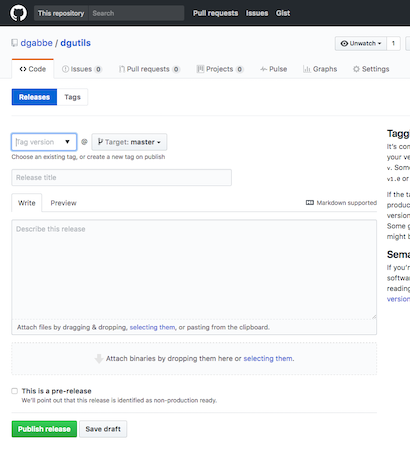 This repository Search Pull requests Issues Gist
dgabbe / dgutils Unwatch 1
Code Issues 0 Pull requests 0 Projects 0 Pulse Graphs Settings
Releases Tags
Tag version @ Target: master
Choose an existing tag, or create a new tag on publish
Release title
Write Preview Markdown supported
Describe this release
Attach files by dragging & dropping, selecting them, or pasting from the clipboard.
Attach binaries by dropping them here or selecting them.
This is a pre-release
We'll point out that this release is identified as non-production ready.
Publish release Save draft
Tagg
It's con
your ve
v. Som
v1.0 or
If the ta
produc
version
Some g
might b
Sema
If you'r
softwar
reading
version